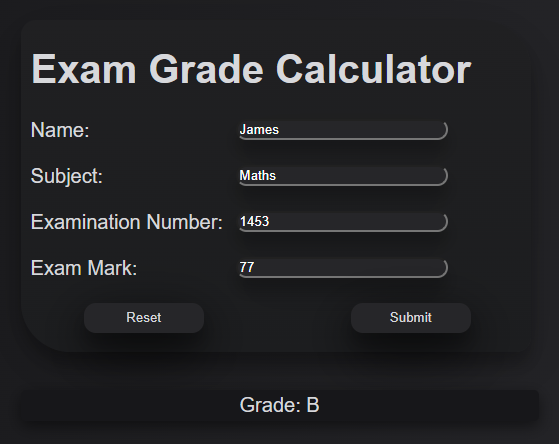 Exam Grade Calculator
Name: James
Subject: Maths
Examination Number: 1453
Exam Mark: 77
Reset Submit
Grade: B